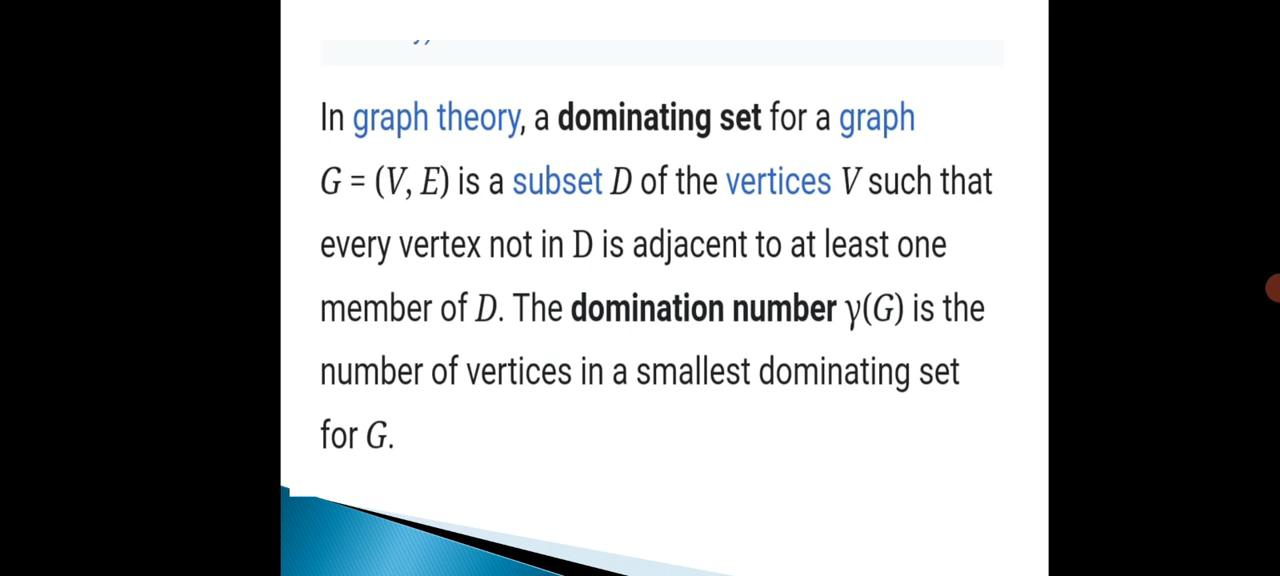 In graph theory, a dominating set for a graph
G = (V, E) is a subset D of the vertices V such that
every vertex not in D is adjacent to at least one
member of D. The domination number γ(G) is the
number of vertices in a smallest dominating set
for G.